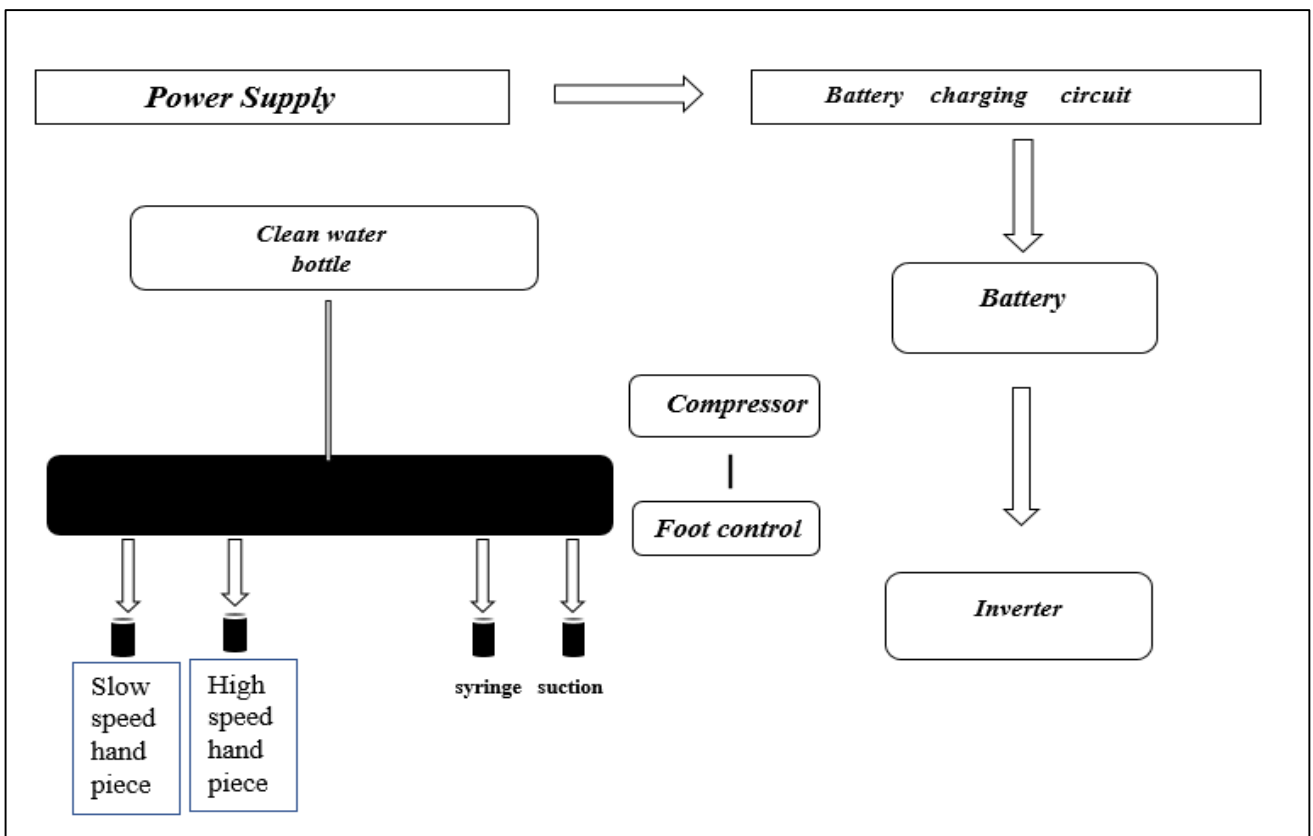 Power Supply
Battery charging circuit
Clean water
bottle
Battery
Compressor
Foot control
Inverter
Slow
speed
hand
piece
High
speed
hand
piece
syringe
suction